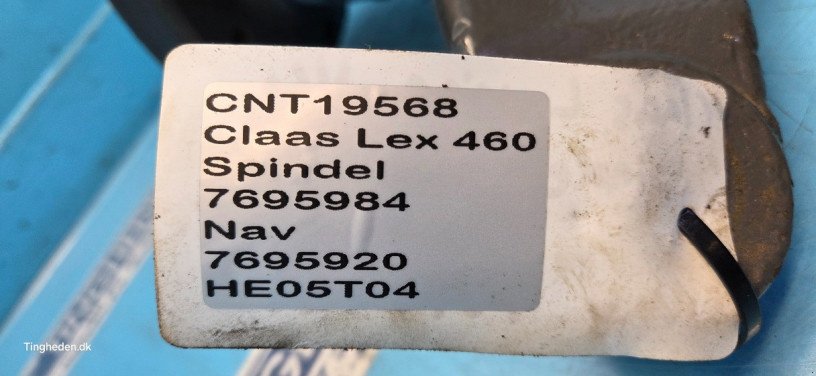 CNT19568
Claas Lex 460
Spindel
7695984
Nav
7695920
HE05T04
Tingheden.dk